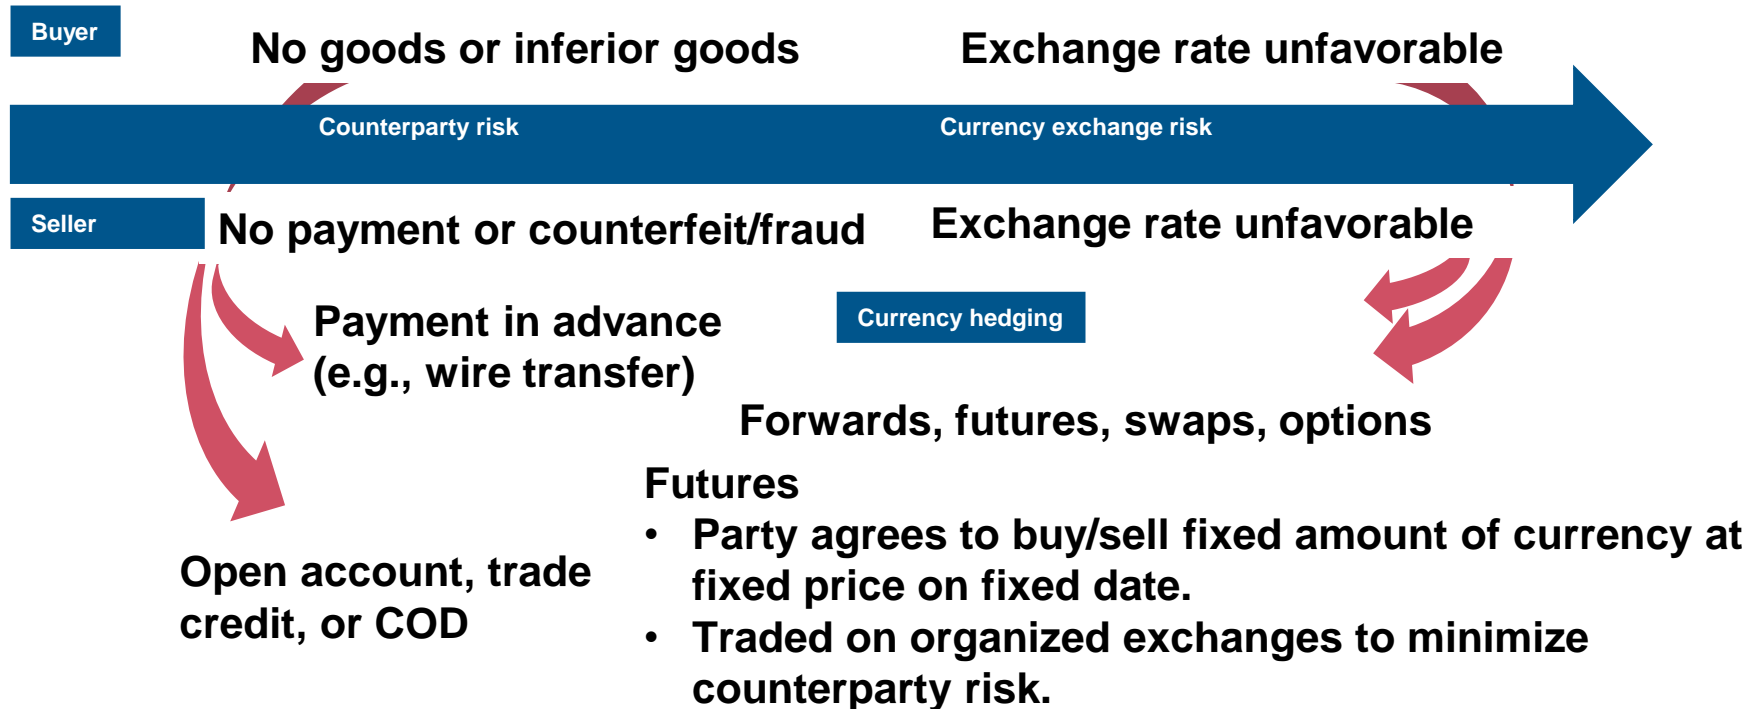 Buyer
No goods or inferior goods
Exchange rate unfavorable
Counterparty risk
Currency exchange risk
Seller
No payment or counterfeit/fraud
Exchange rate unfavorable
Payment in advance
(e.g., wire transfer)
Currency hedging
Forwards, futures, swaps, options
Open account, trade
credit, or COD
Futures
• Party agrees to buy/sell fixed amount of currency at
fixed price on fixed date.
• Traded on organized exchanges to minimize
counterparty risk.